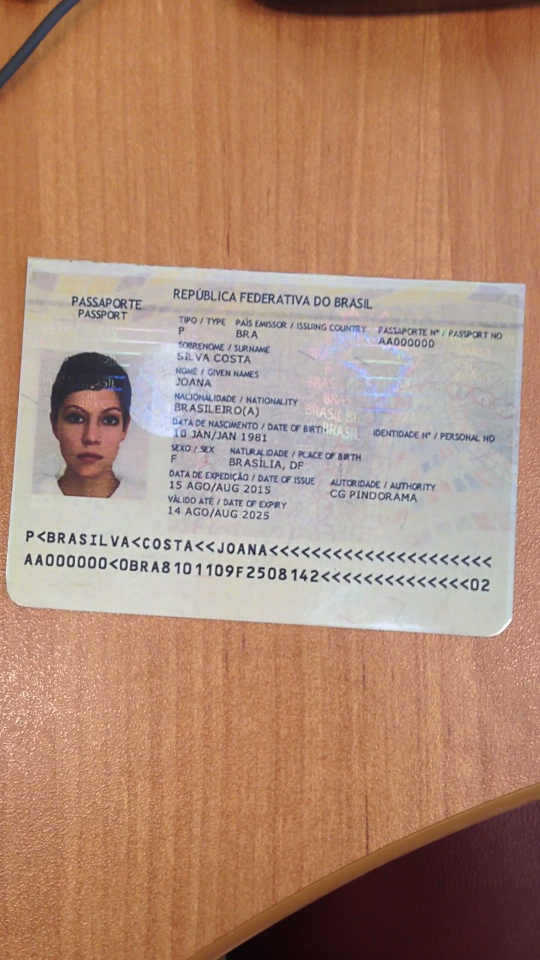 PASSAPORTE
PASSPORT
REPÚBLICA FEDERATIVA DO BRASIL
TIPO / TYPE PAÍS EMISSOR / ISSUING COUNTRY PASSAPORTE Nº / PASSPORT NO
P BRA AA000000
SOBRENOME / SURNAME
SILVA COSTA
NOME / GIVEN NAMES
JOANA
NACIONALIDADE / NATIONALITY
BRASILEIRO(A)
DATA DE NASCIMENTO / DATE OF BIRTH IDENTIDADE Nº / PERSONAL NO
10 JAN/JAN 1981
SEXO / SEX NATURALIDADE / PLACE OF BIRTH
F BRASÍLIA, DF
DATA DE EXPEDIÇÃO / DATE OF ISSUE AUTORIDADE / AUTHORITY
15 AGO/AUG 2015 CG PINDORAMA
VÁLIDO ATÉ / DATE OF EXPIRY
14 AGO/AUG 2025
P<BRASILVA<COSTA<<JOANA<<<<<<<<<<<<<<<<<<<<<
AA000000<0BRA8101109F2508142<<<<<<<<<<<<<<02